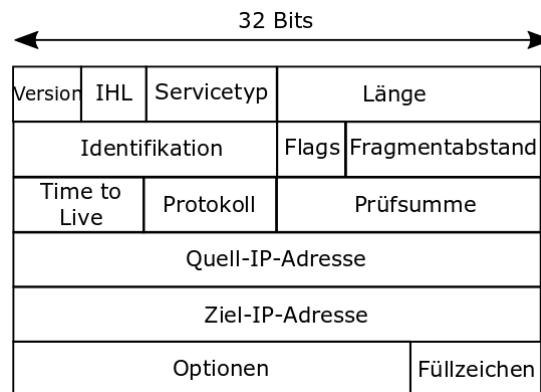 32 Bits
Version IHL Servicetyp Länge
Identifikation Flags Fragmentabstand
Time to
Live Protokoll Prüfsumme
Quell-IP-Adresse
Ziel-IP-Adresse
Optionen Füllzeichen